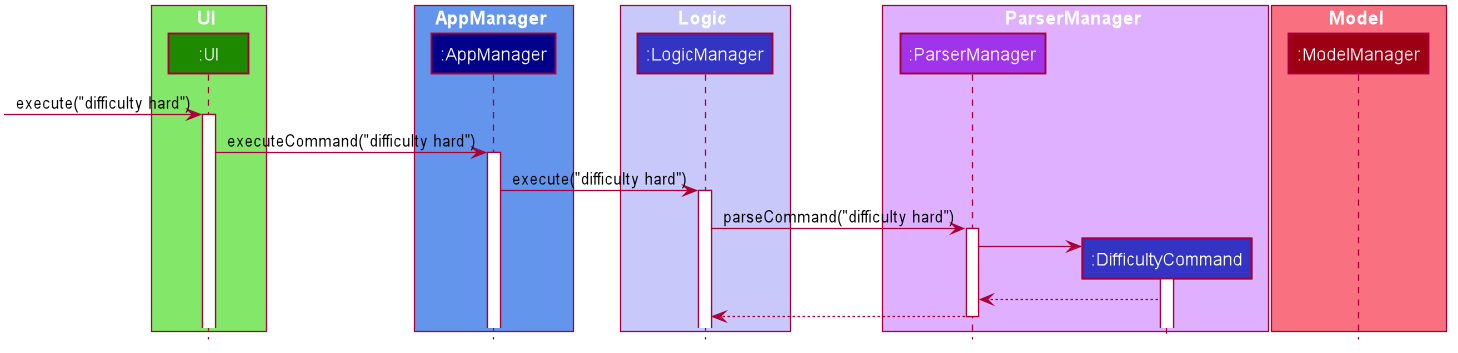 UI
AppManager
Logic
ParserManager
Model
:UI
:AppManager
:LogicManager
:ParserManager
:ModelManager
execute("difficulty hard")
executeCommand("difficulty hard")
execute("difficulty hard")
parseCommand("difficulty hard")
:DifficultyCommand